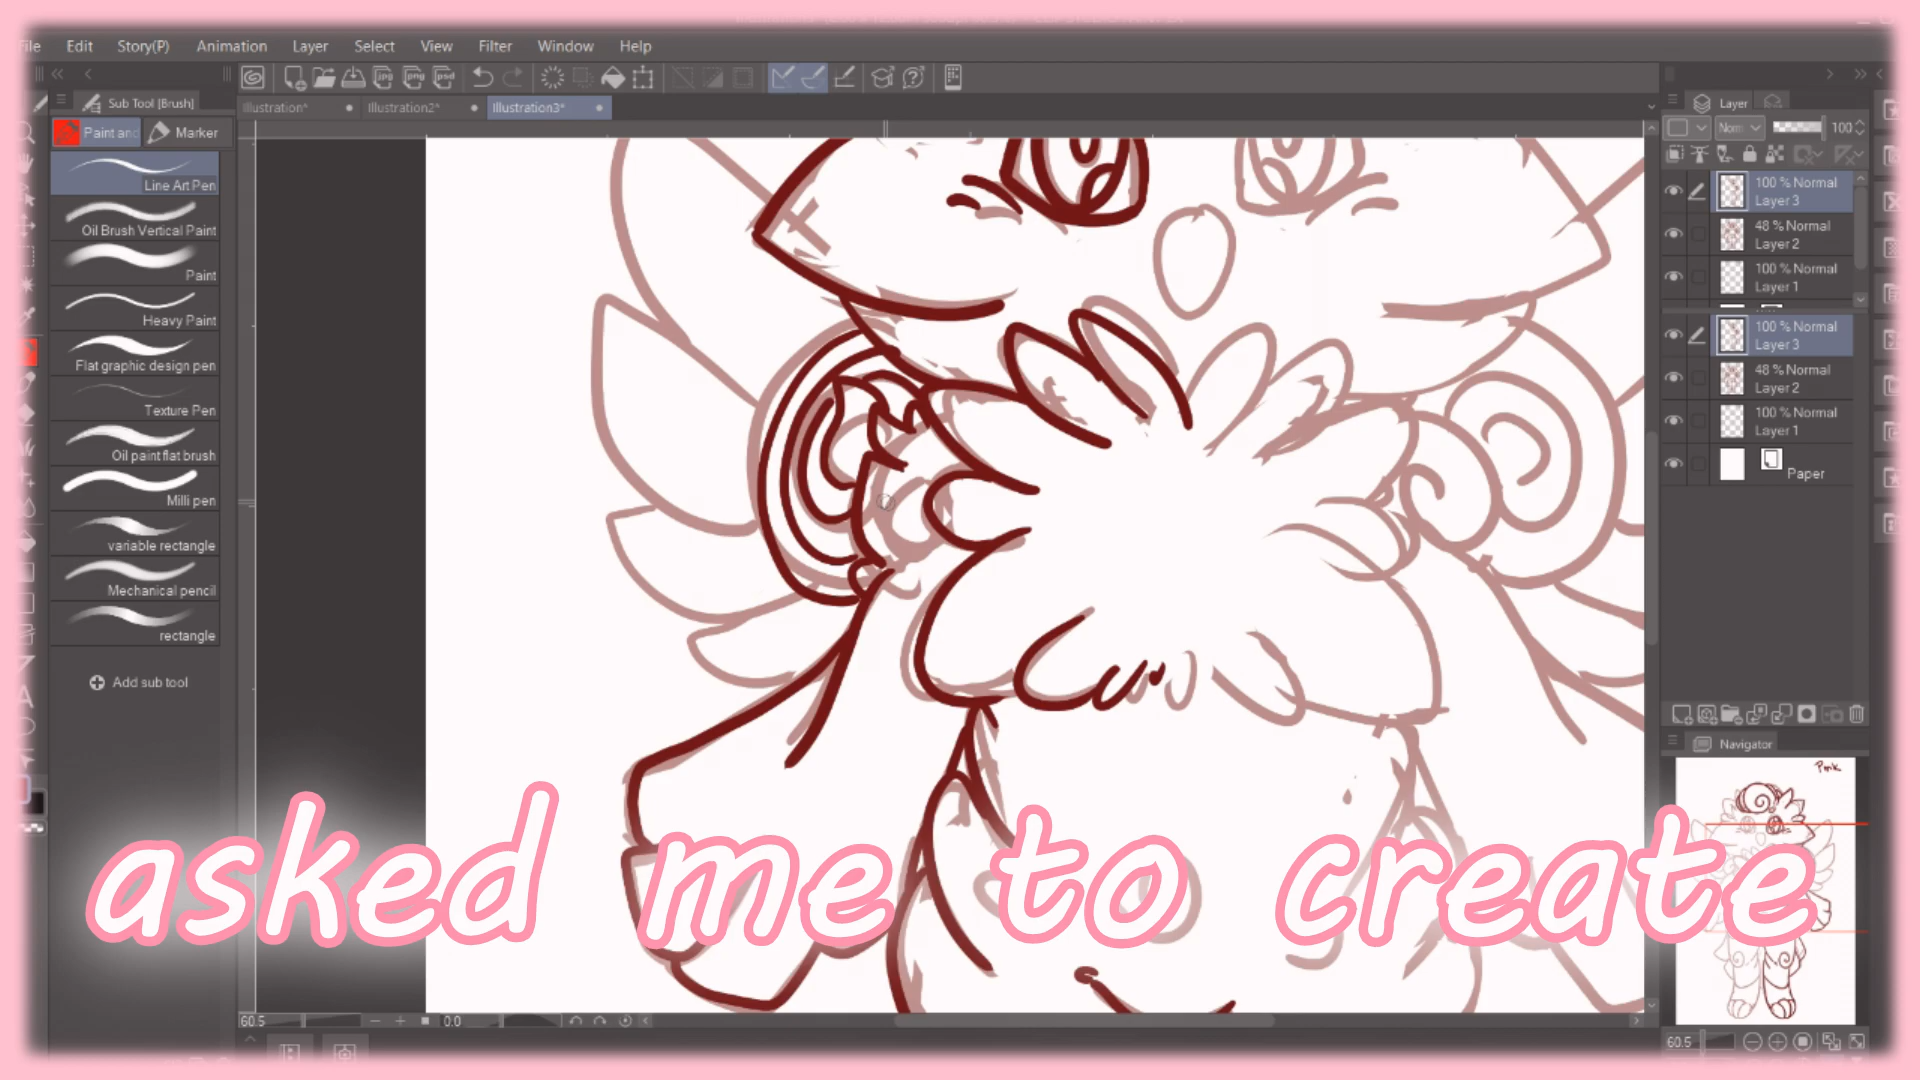 File Edit Story(P) Animation Layer Select View Filter Window Help
Sub Tool [Brush]
Layer
Illustration* Illustration2* Illustration3*
Paint and Marker
Norm 100
Line Art Pen
Oil Brush Vertical Paint
Paint
Heavy Paint
Flat graphic design pen
Texture Pen
Oil paint flat brush
Milli pen
variable rectangle
Mechanical pencil
rectangle
Add sub tool
100 % Normal
Layer 3
48 % Normal
Layer 2
100 % Normal
Layer 1
100 % Normal
Layer 3
48 % Normal
Layer 2
100 % Normal
Layer 1
Paper
Navigator
Pink
asked me to create
60.5 0.0
60.5